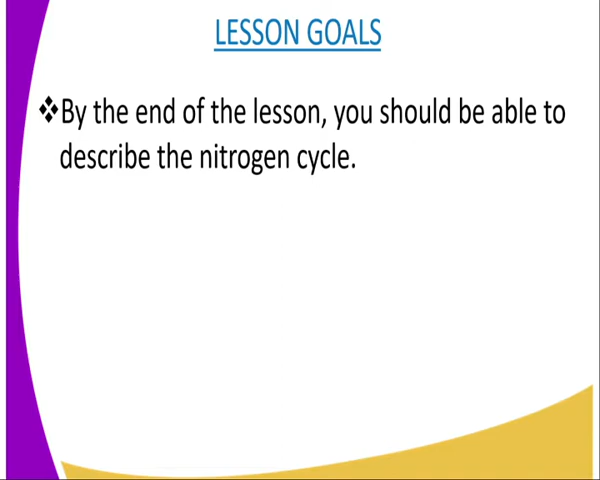 LESSON GOALS
❖By the end of the lesson, you should be able to
describe the nitrogen cycle.